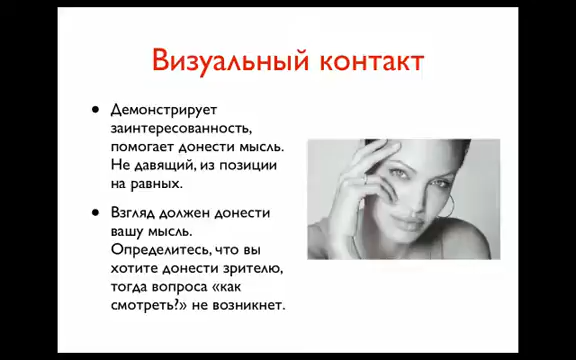 Визуальный контакт
• Демонстрирует
заинтересованность,
помогает донести мысль.
Не давящий, из позиции
на равных.
• Взгляд должен донести
вашу мысль.
Определитесь, что вы
хотите донести зрителю,
тогда вопроса «как
смотреть?» не возникнет.